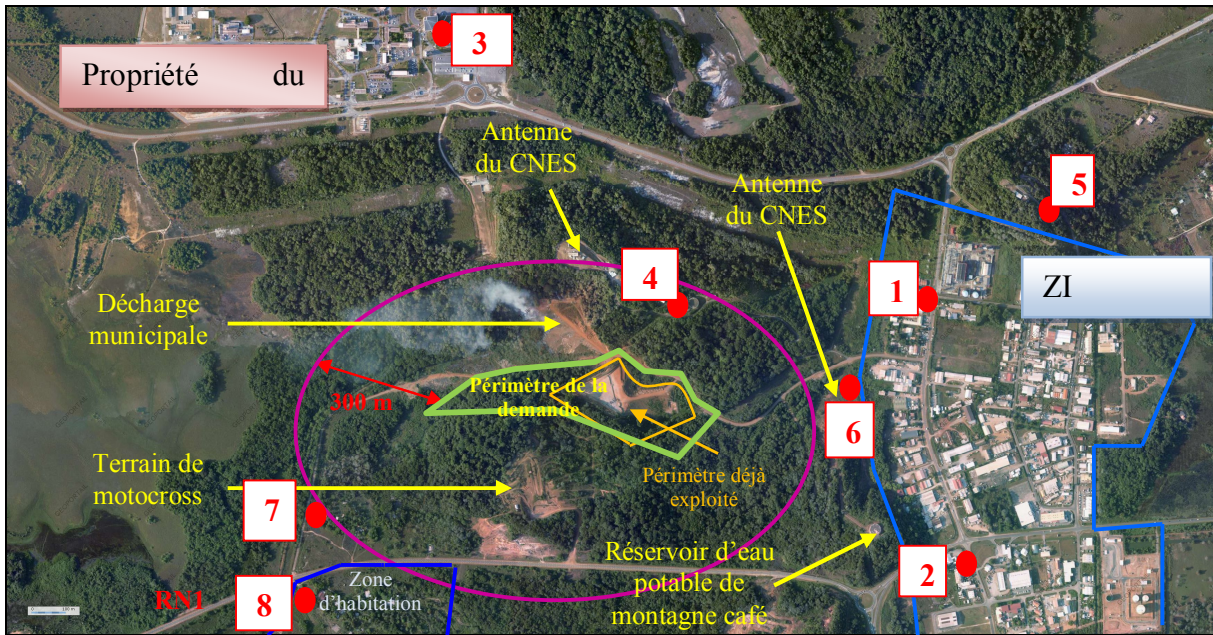 Propriété du
3
Antenne
du CNES
Antenne
du CNES
5
ZI
1
4
Décharge
municipale
Périmètre de la
demande
300 m
6
Périmètre déjà
exploité
Terrain de
motocross
7
Réservoir d'eau
potable de
montagne café
2
Zone
d'habitation
8
RN1
100 m